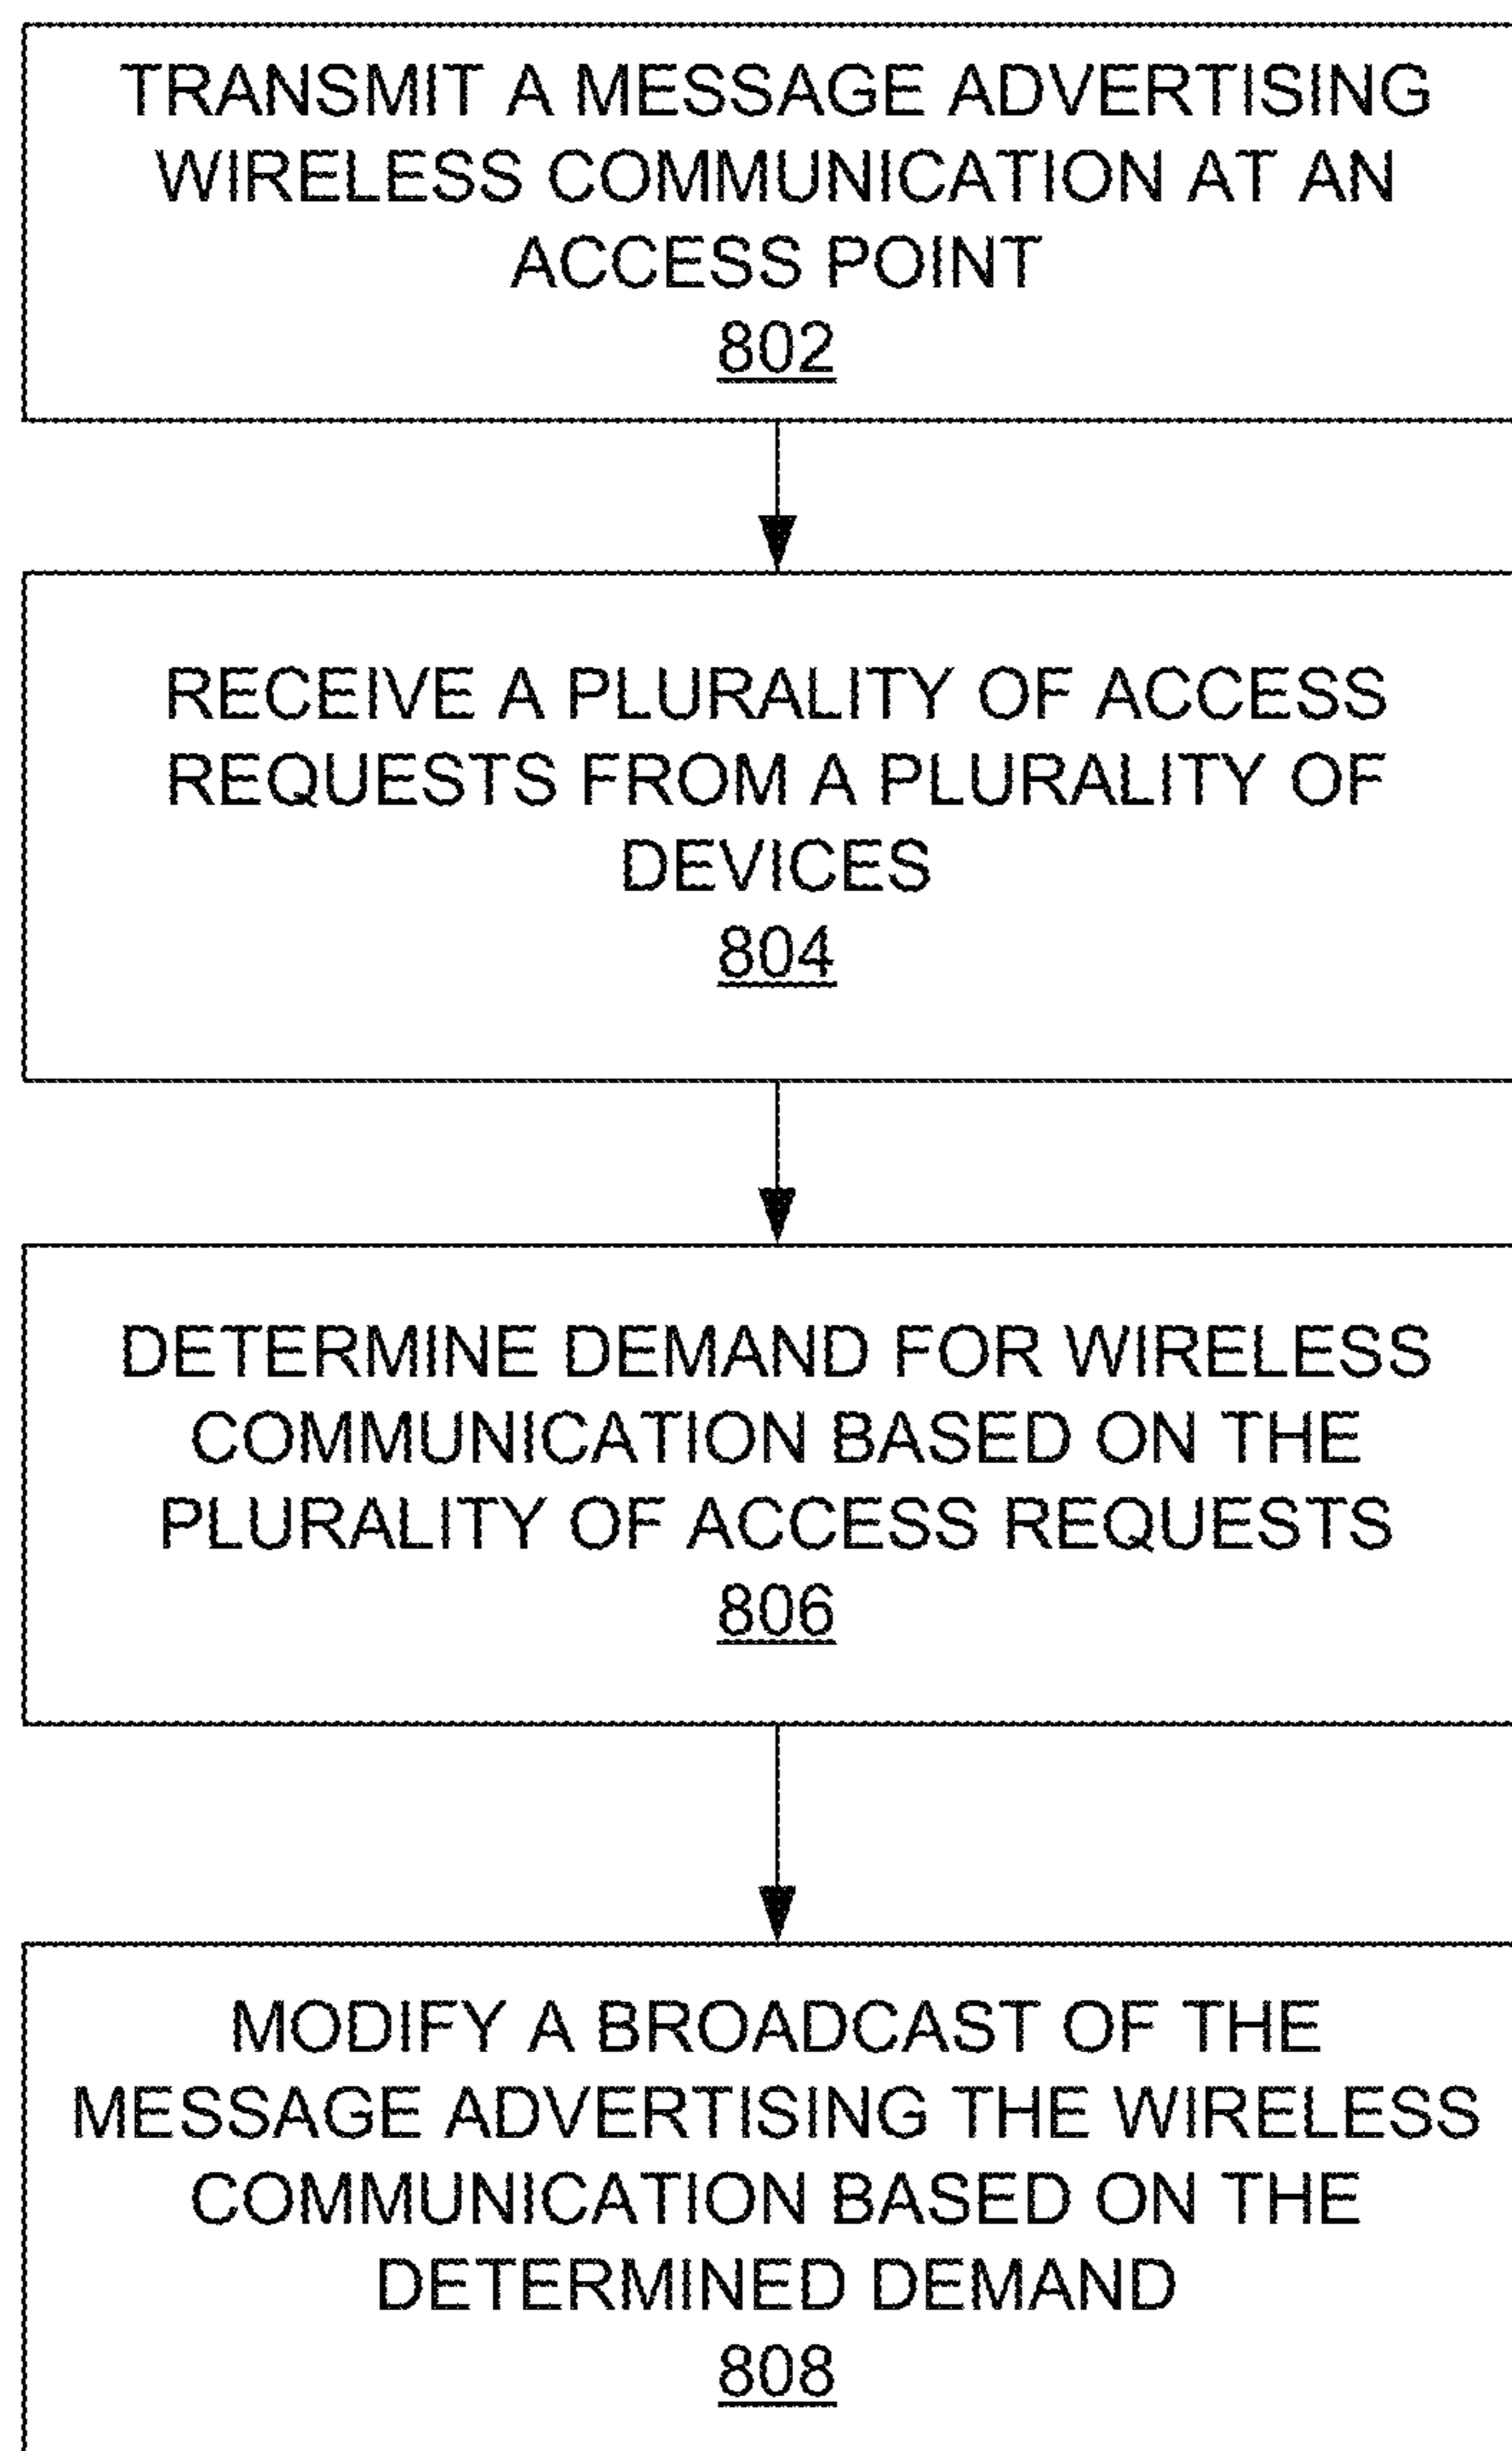 TRANSMIT A MESSAGE ADVERTISING
WIRELESS COMMUNICATION AT AN
ACCESS POINT
802
RECEIVE A PLURALITY OF ACCESS
REQUESTS FROM A PLURALITY OF
DEVICES
804
DETERMINE DEMAND FOR WIRELESS
COMMUNICATION BASED ON THE
PLURALITY OF ACCESS REQUESTS
806
MODIFY A BROADCAST OF THE
MESSAGE ADVERTISING THE WIRELESS
COMMUNICATION BASED ON THE
DETERMINED DEMAND
808